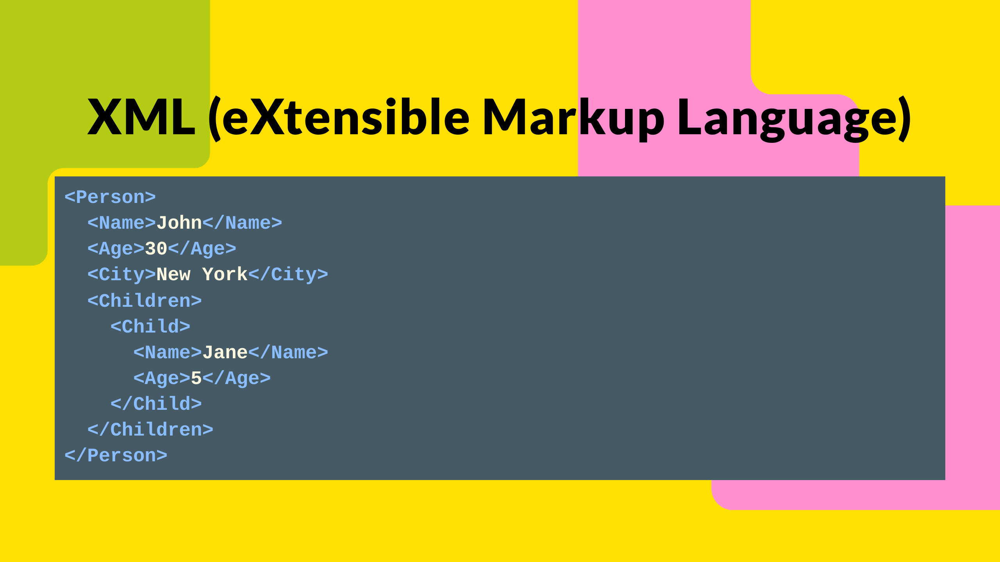 XML (eXtensible Markup Language)
<Person>
  <Name>John</Name>
  <Age>30</Age>
  <City>New York</City>
  <Children>
    <Child>
      <Name>Jane</Name>
      <Age>5</Age>
    </Child>
  </Children>
</Person>